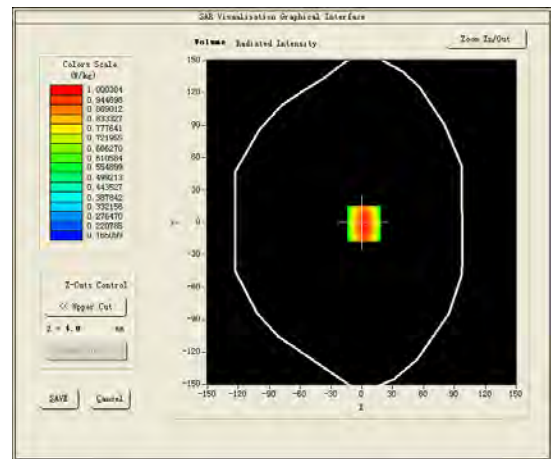 SAR Visualisation Graphical Interface
Volume Radiated Intensity
Zoom In/Out
Colors Scale
(W/kg)
1.000384
0.944698
0.889012
0.833327
0.777641
0.721955
0.666270
0.610584
0.554899
0.499213
0.443527
0.387842
0.332156
0.276470
0.220785
0.165099
150
120
90
60
30
0
-30
-60
-90
-120
-150
Y
-150 -120 -90 -60 -30 0 30 60 90 120 150
X
Z-Cuts Control
<< Upper Cut
Z = 4.0 mm
SAVE
Cancel